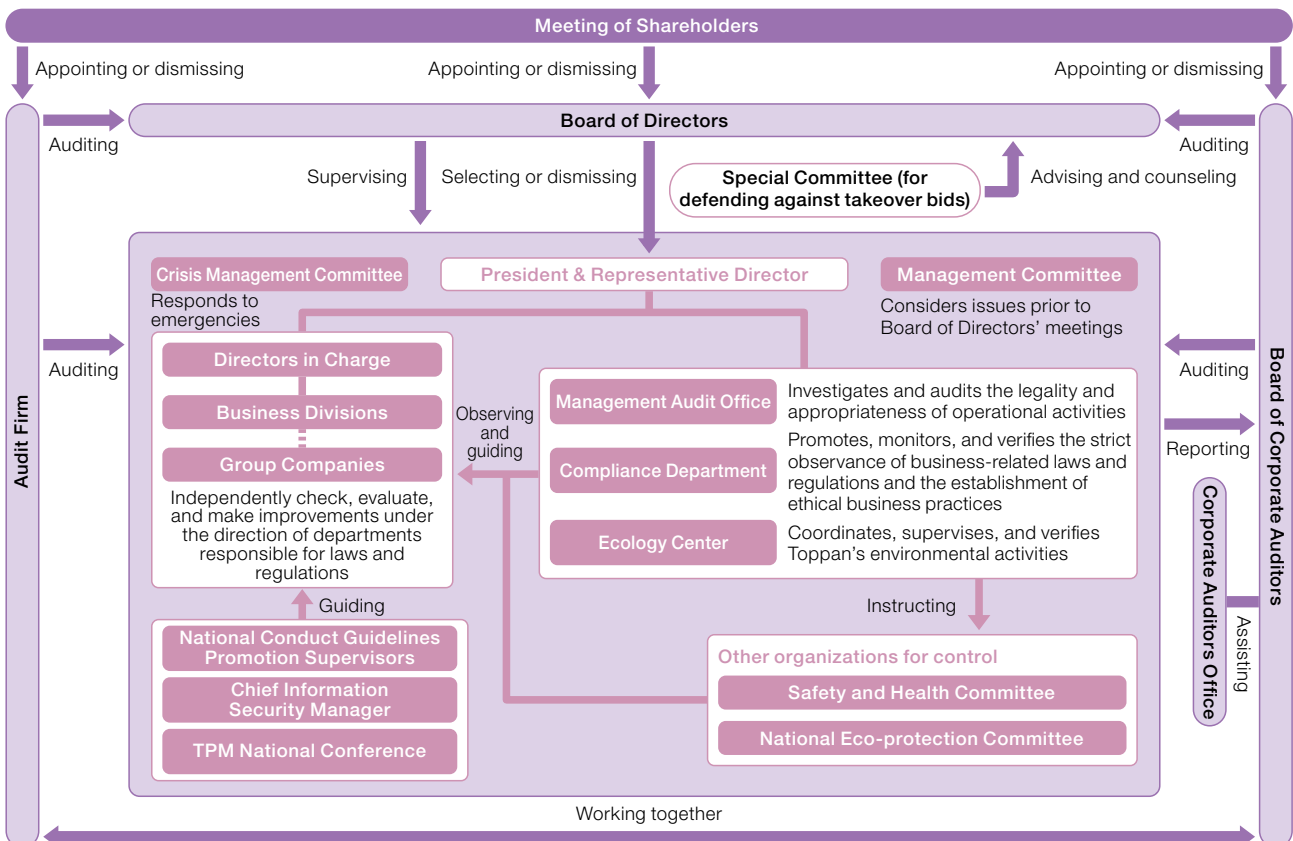 Meeting of Shareholders
Appointing or dismissing
Appointing or dismissing
Appointing or dismissing
Board of Directors
Auditing
Auditing
Supervising
Selecting or dismissing
Special Committee (for
defending against takeover bids)
Advising and counseling
Crisis Management Committee
Responds to
emergencies
President & Representative Director
Management Committee
Considers issues prior to
Board of Directors’ meetings
Audit Firm
Auditing
Directors in Charge
Business Divisions
Group Companies
Independently check, evaluate,
and make improvements under
the direction of departments
responsible for laws and
regulations
Observing
and
guiding
Management Audit Office
Investigates and audits the legality and
appropriateness of operational activities
Compliance Department
Promotes, monitors, and verifies the strict
observance of business-related laws and
regulations and the establishment of
ethical business practices
Ecology Center
Coordinates, supervises, and verifies
Toppan’s environmental activities
Auditing
Reporting
Board of Corporate Auditors
Corporate Auditors Office
Assisting
Guiding
National Conduct Guidelines
Promotion Supervisors
Chief Information
Security Manager
TPM National Conference
Instructing
Other organizations for control
Safety and Health Committee
National Eco-protection Committee
Working together